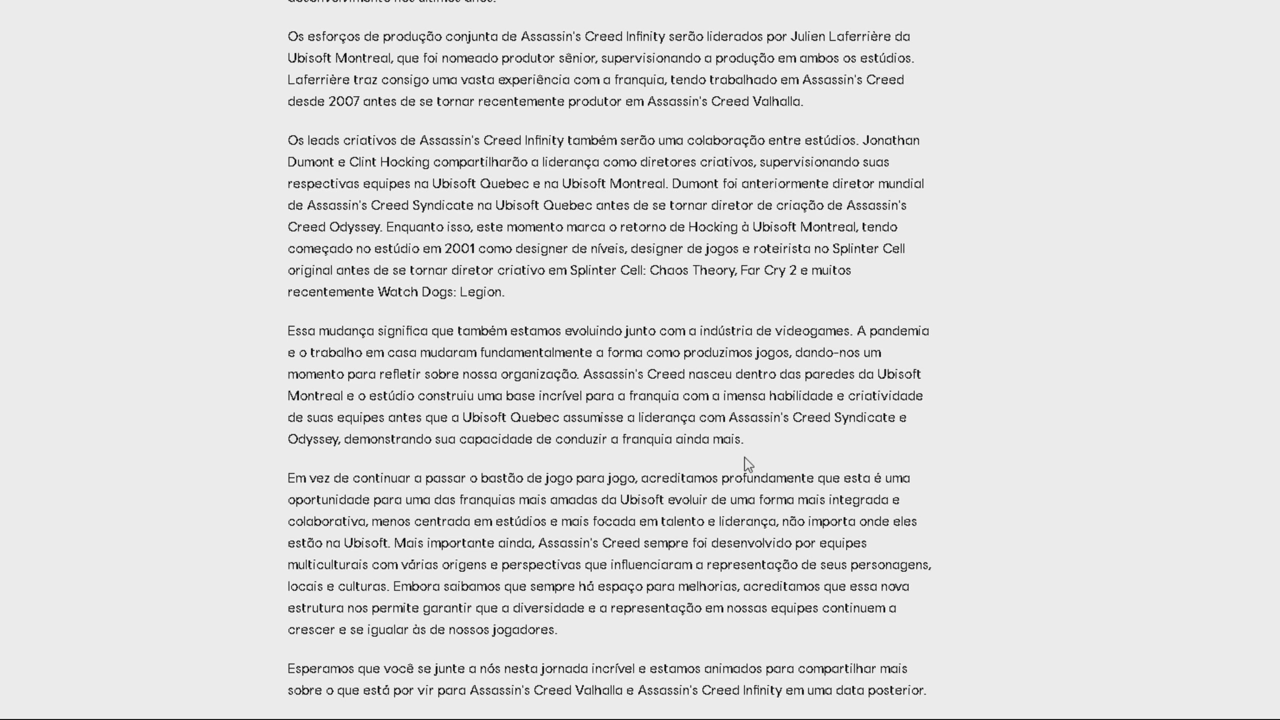 desenvolvimento nos últimos anos.
Os esforços de produção conjunta de Assassin's Creed Infinity serão liderados por Julien Laferrière da
Ubisoft Montreal, que foi nomeado produtor sênior, supervisionando a produção em ambos os estúdios.
Laferrière traz consigo uma vasta experiência com a franquia, tendo trabalhado em Assassin's Creed
desde 2007 antes de se tornar recentemente produtor em Assassin's Creed Valhalla.
Os leads criativos de Assassin's Creed Infinity também serão uma colaboração entre estúdios. Jonathan
Dumont e Clint Hocking compartilharão a liderança como diretores criativos, supervisionando suas
respectivas equipes na Ubisoft Quebec e na Ubisoft Montreal. Dumont foi anteriormente diretor mundial
de Assassin's Creed Syndicate na Ubisoft Quebec antes de se tornar diretor de criação de Assassin's
Creed Odyssey. Enquanto isso, este momento marca o retorno de Hocking à Ubisoft Montreal, tendo
começado no estúdio em 2001 como designer de níveis, designer de jogos e roteirista no Splinter Cell
original antes de se tornar diretor criativo em Splinter Cell: Chaos Theory, Far Cry 2 e muitos
recentemente Watch Dogs: Legion.
Essa mudança significa que também estamos evoluindo junto com a indústria de videogames. A pandemia
e o trabalho em casa mudaram fundamentalmente a forma como produzimos jogos, dando-nos um
momento para refletir sobre nossa organização. Assassin's Creed nasceu dentro das paredes da Ubisoft
Montreal e o estúdio construiu uma base incrível para a franquia com a imensa habilidade e criatividade
de suas equipes antes que a Ubisoft Quebec assumisse a liderança com Assassin's Creed Syndicate e
Odyssey, demonstrando sua capacidade de conduzir a franquia ainda mais.
Em vez de continuar a passar o bastão de jogo para jogo, acreditamos profundamente que esta é uma
oportunidade para uma das franquias mais amadas da Ubisoft evoluir de uma forma mais integrada e
colaborativa, menos centrada em estúdios e mais focada em talento e liderança, não importa onde eles
estão na Ubisoft. Mais importante ainda, Assassin's Creed sempre foi desenvolvido por equipes
multiculturais com várias origens e perspectivas que influenciaram a representação de seus personagens,
locais e culturas. Embora saibamos que sempre há espaço para melhorias, acreditamos que essa nova
estrutura nos permite garantir que a diversidade e a representação em nossas equipes continuem a
crescer e se igualar às de nossos jogadores.
Esperamos que você se junte a nós nesta jornada incrível e estamos animados para compartilhar mais
sobre o que está por vir para Assassin's Creed Valhalla e Assassin's Creed Infinity em uma data posterior.